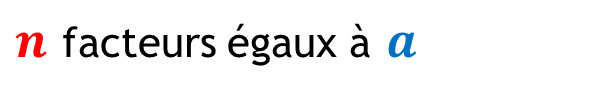 n facteurs égaux à a